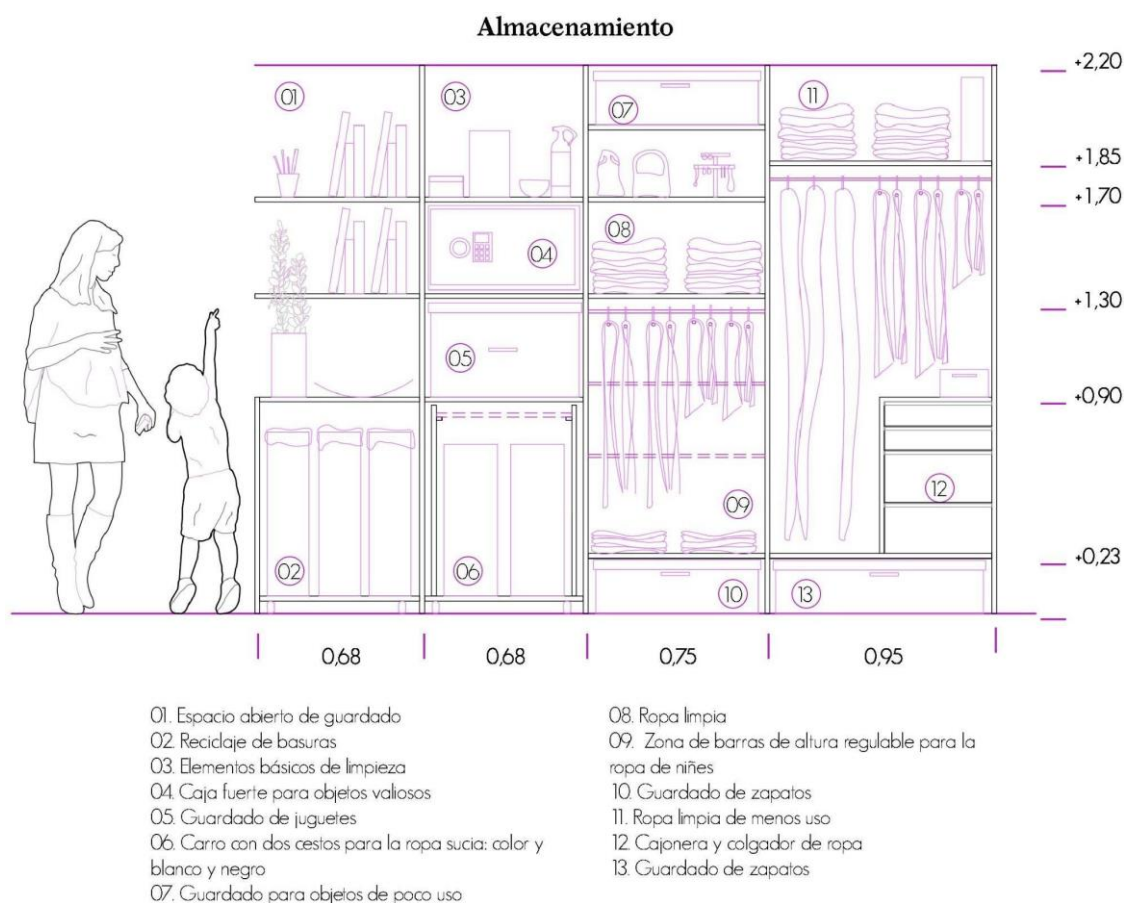 Almacenamiento
01
03
07
11
+2,20
+1,85
+1,70
08
04
+1,30
05
+0,90
12
09
+0,23
02
06
10
13
0,68
0,68
0,75
0,95
01. Espacio abierto de guardado
02. Reciclaje de basuras
03. Elementos básicos de limpieza
04. Caja fuerte para objetos valiosos
05. Guardado de juguetes
06. Carro con dos cestos para la ropa sucia: color y
blanco y negro
07. Guardado para objetos de poco uso
08. Ropa limpia
09. Zona de barras de altura regulable para la
ropa de niñes
10. Guardado de zapatos
11. Ropa limpia de menos uso
12. Cajonera y colgador de ropa
13. Guardado de zapatos